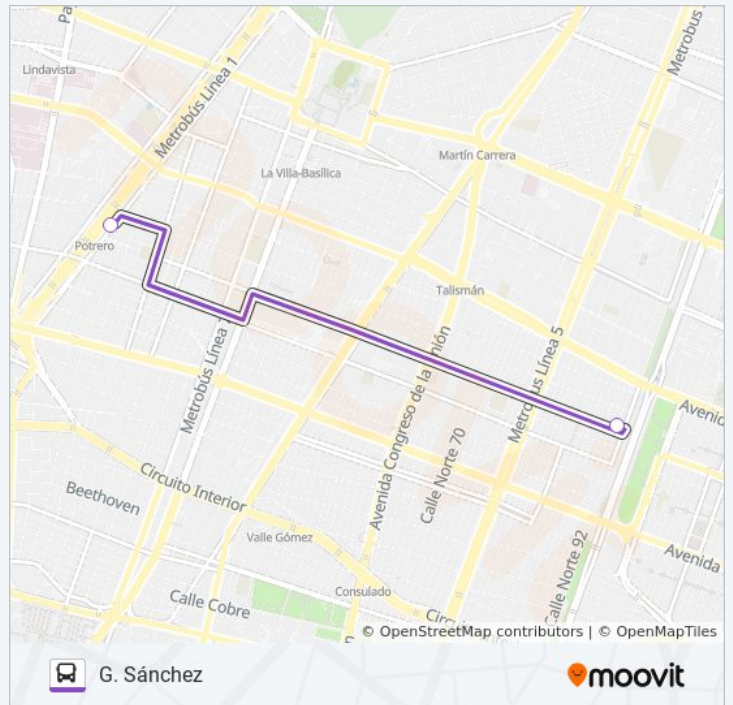 Pa
Metrobús
Metrobús Línea 1
Lindavista
Martín Carrera
La Villa-Basílica
Potrero
Talismán
Metrobús Línea 7
Avenida Congreso de la Unión
Metrobús Línea 5
Calle Norte 70
Avenid
Circuito Interior
Beethoven
Valle Gómez
Calle Norte 92
Avenida
Consulado
Calle Cobre
© OpenStreetMap contributors | © OpenMapTiles
G. Sánchez
moovit